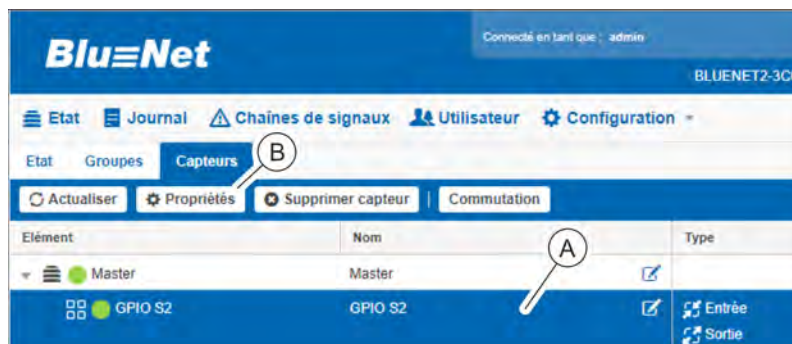 BluΞNet
Connecté en tant que : admin
BLUENET2-3C
Etat Journal Chaînes de signaux Utilisateur Configuration
Etat Groupes Capteurs B
Actualiser Propriétés Supprimer capteur | Commutation
Elément Nom A Type
Master Master
GPIO S2 GPIO S2 Entrée
Sortie